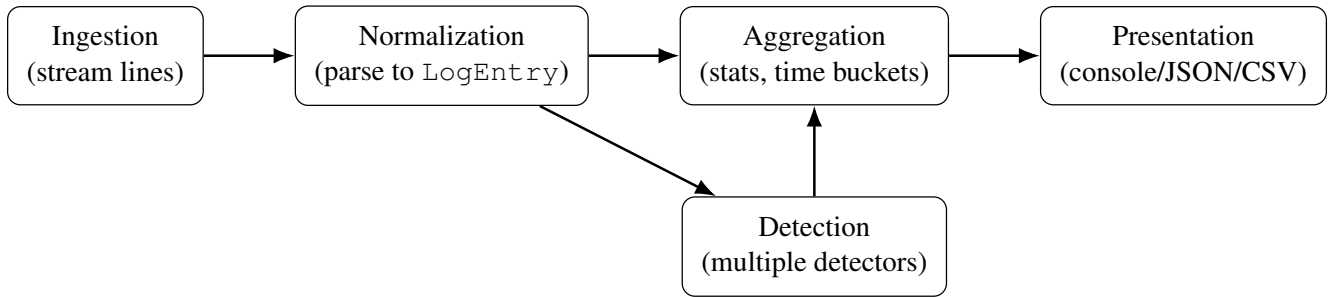 Ingestion
(stream lines)
Normalization
(parse to LogEntry)
Aggregation
(stats, time buckets)
Presentation
(console/JSON/CSV)
Detection
(multiple detectors)